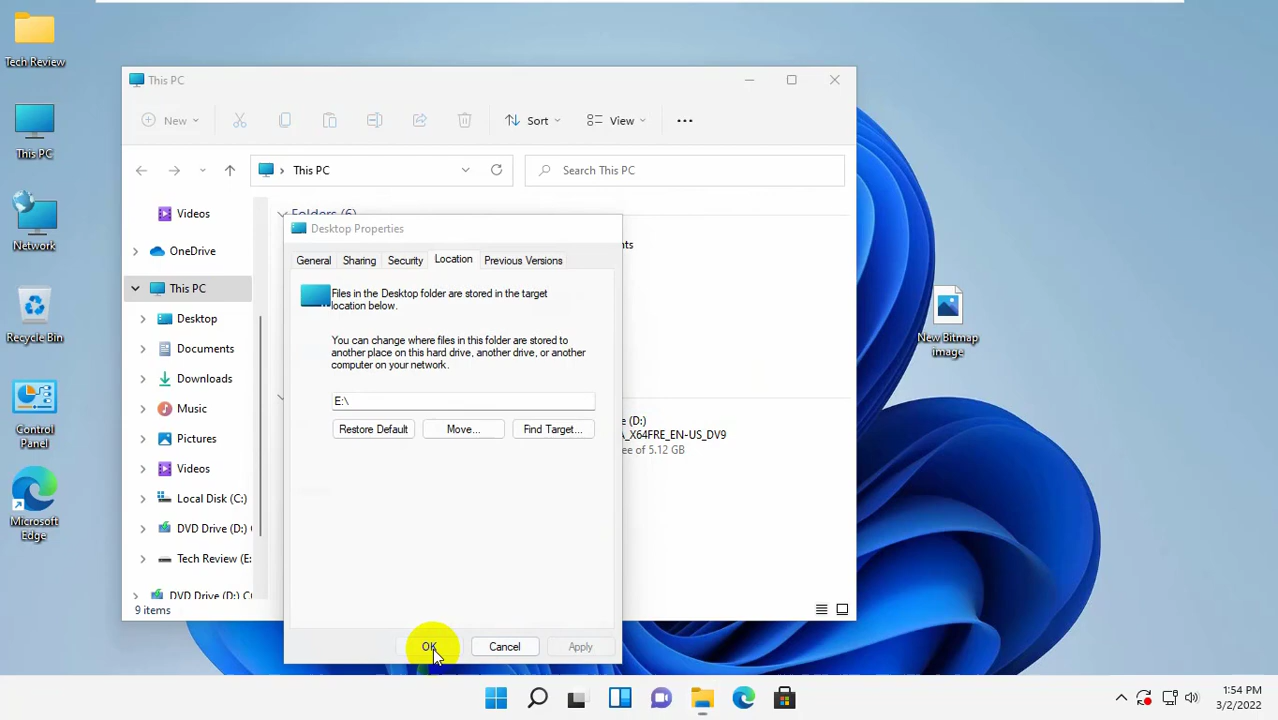 Tech Review
This PC
Network
Recycle Bin
Control
Panel
Microsoft
Edge
This PC
New
Sort
View
This PC
Search This PC
Videos
OneDrive
This PC
Desktop
Documents
Downloads
Music
Pictures
Videos
Local Disk (C:)
DVD Drive (D:) 
Tech Review (E:
DVD Drive (D:)
9 items
Folders (6)
nts
e (D:)
A_X64FRE_EN-US_DV9
ee of 5.12 GB
Desktop Properties
General
Sharing
Security
Location
Previous Versions
Files in the Desktop folder are stored in the target
location below.
You can change where files in this folder are stored to
another place on this hard drive, another drive, or another
computer on your network.
E:\
Restore Default
Move...
Find Target...
OK
Cancel
Apply
New Bitmap
image
1:54 PM
3/2/2022